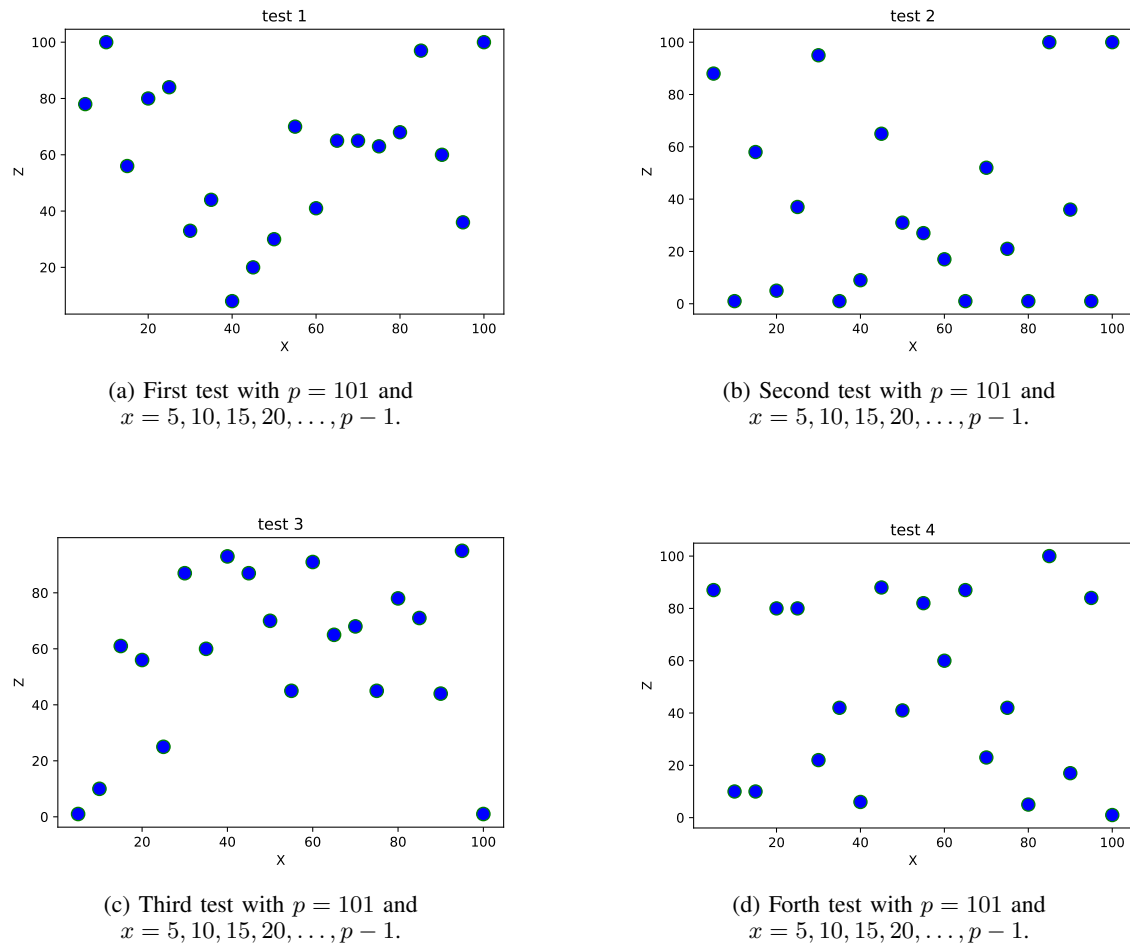 test 1
100
80
60
40
20
Z
20 40 60 80 100
X
(a) First test with p = 101 and
x = 5, 10, 15, 20, . . . , p − 1.
test 2
100
80
60
40
20
0
Z
20 40 60 80 100
X
(b) Second test with p = 101 and
x = 5, 10, 15, 20, . . . , p − 1.
test 3
80
60
40
20
0
Z
20 40 60 80 100
X
(c) Third test with p = 101 and
x = 5, 10, 15, 20, . . . , p − 1.
test 4
100
80
60
40
20
0
Z
20 40 60 80 100
X
(d) Forth test with p = 101 and
x = 5, 10, 15, 20, . . . , p − 1.